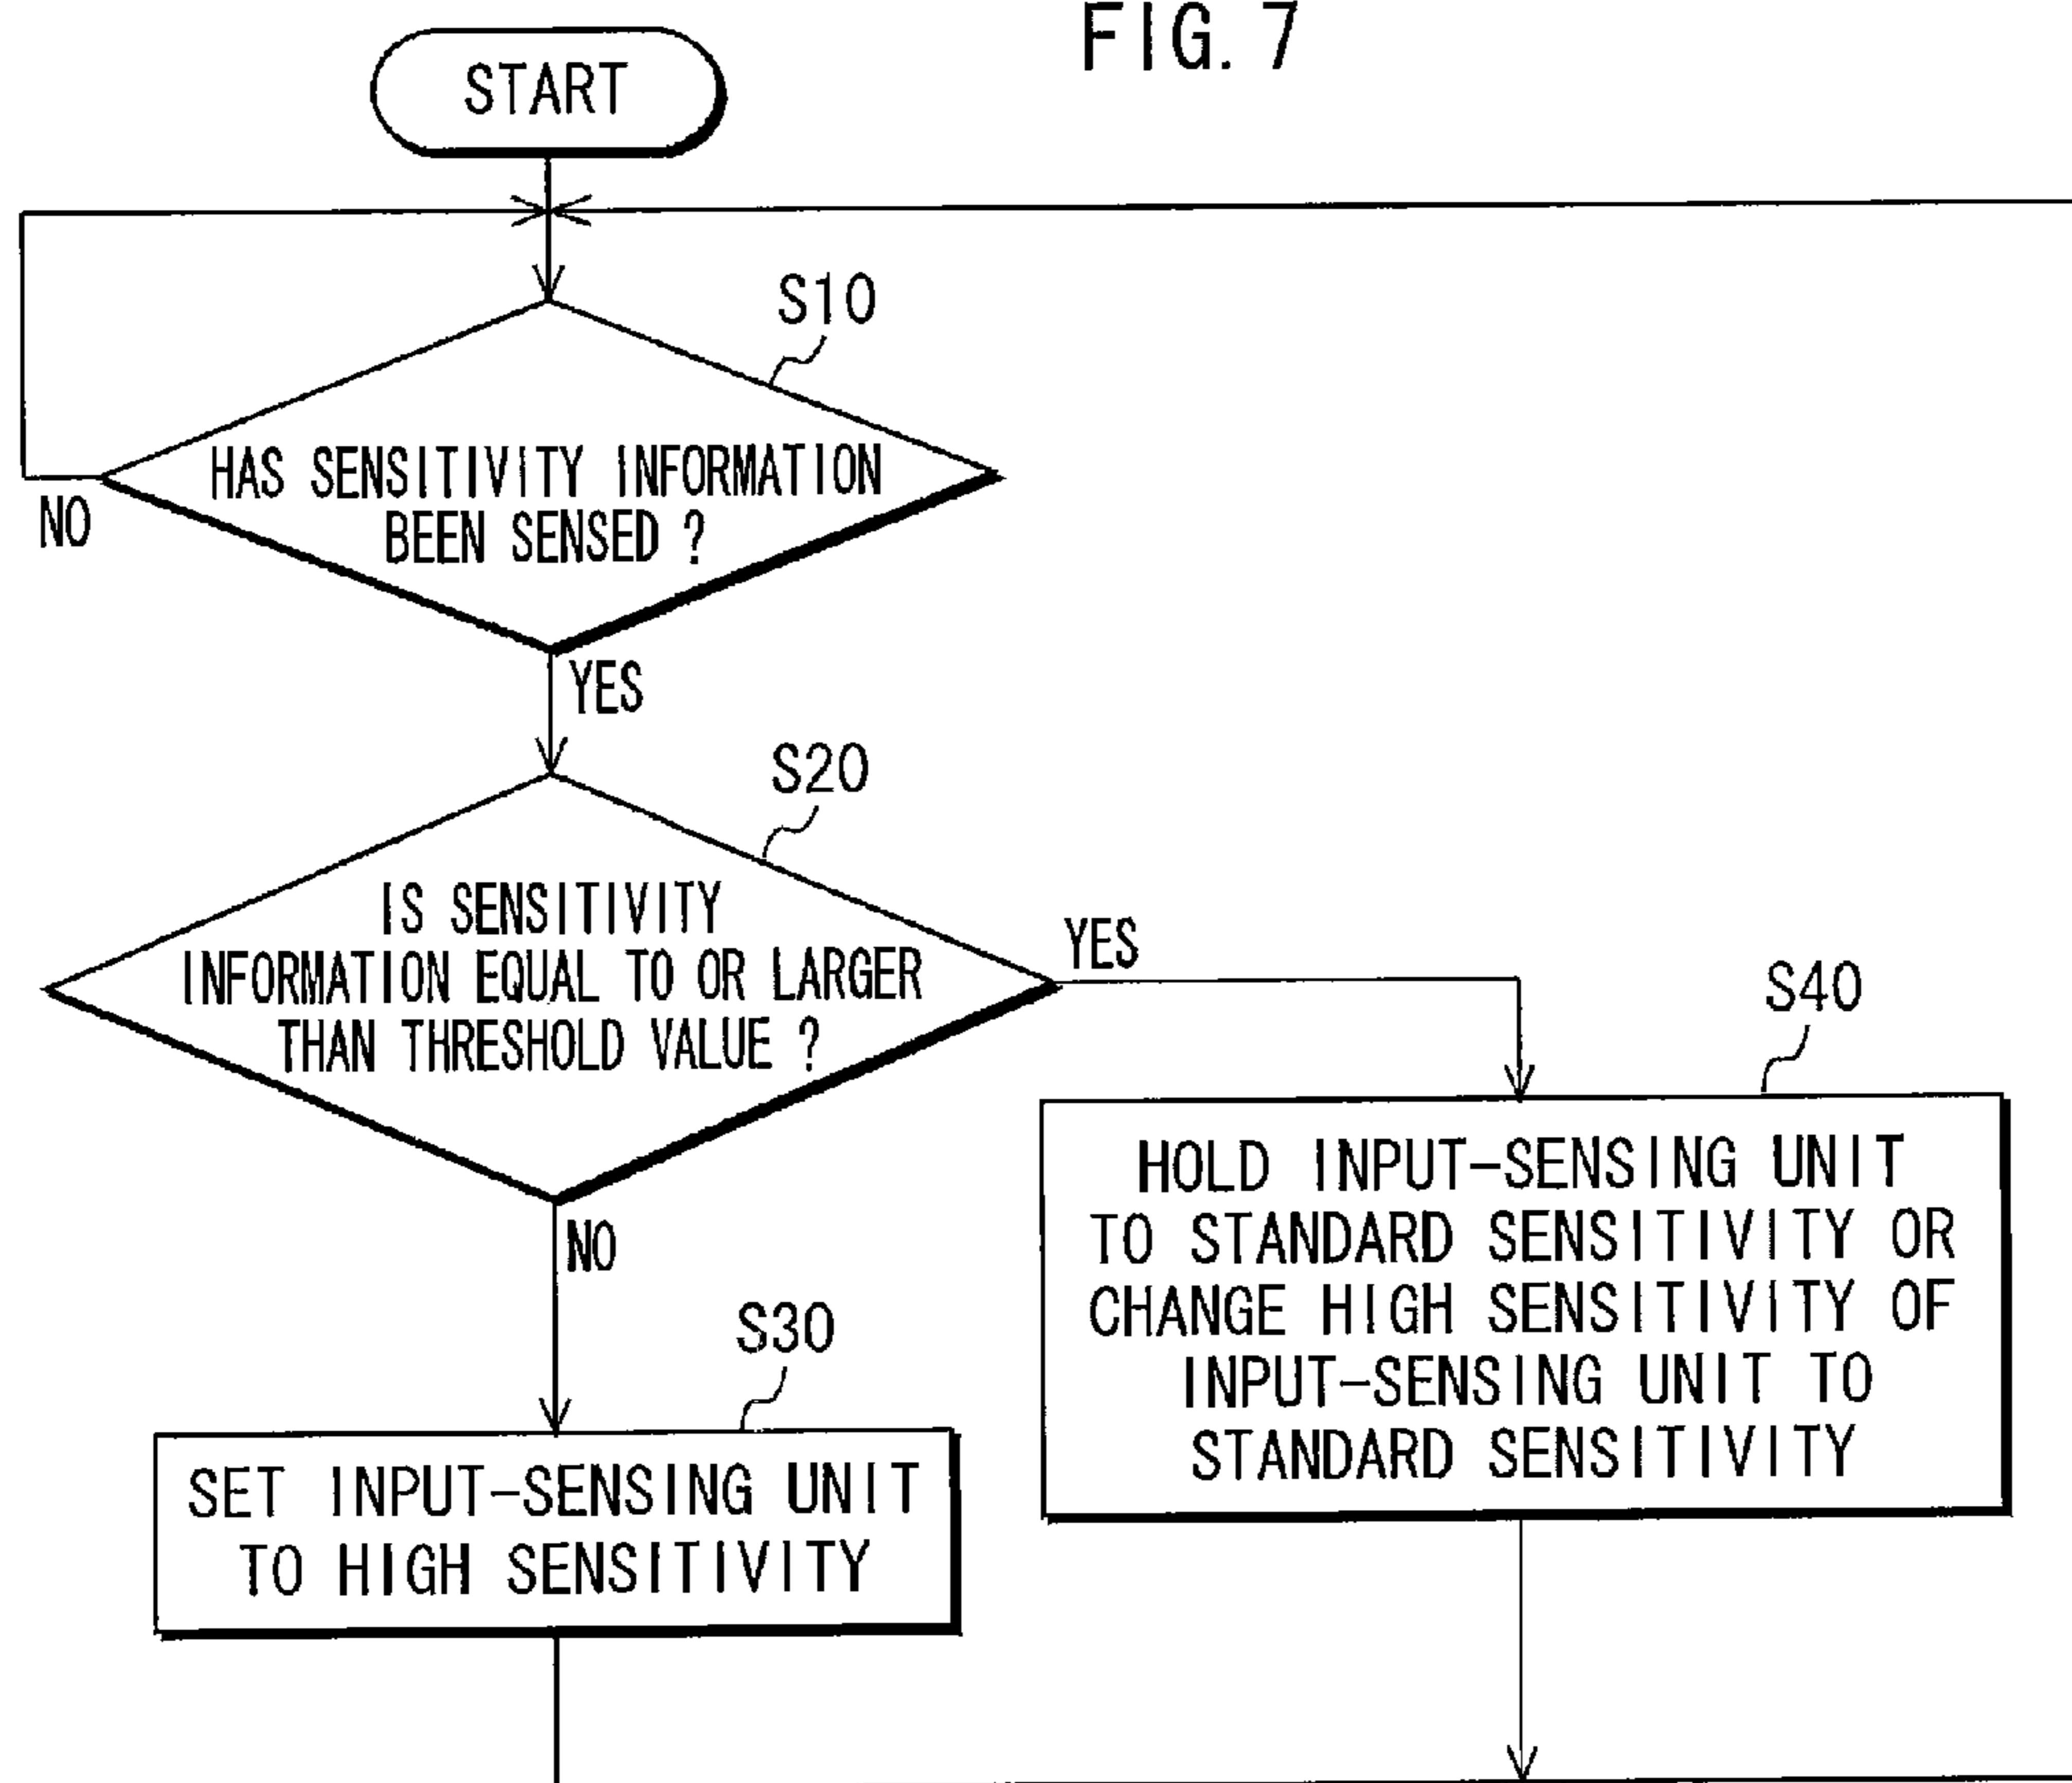 FIG. 7
START
S10
HAS SENSITIVITY INFORMATION
BEEN SENSED ?
NO
YES
S20
IS SENSITIVITY
INFORMATION EQUAL TO OR LARGER
THAN THRESHOLD VALUE ?
YES
NO
S40
HOLD INPUT-SENSING UNIT
TO STANDARD SENSITIVITY OR
CHANGE HIGH SENSITIVITY OF
INPUT-SENSING UNIT TO
STANDARD SENSITIVITY
S30
SET INPUT-SENSING UNIT
TO HIGH SENSITIVITY